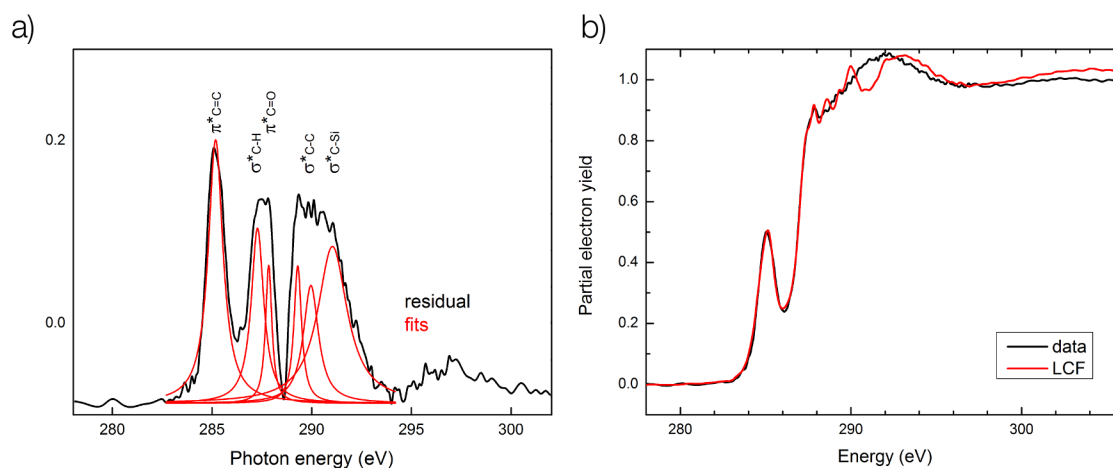 a)
π*C=C
σ*C-H
π*C=O
σ*C-C
σ*C-Si
0.2
0.0
residual
fits
280
285
290
295
300
Photon energy (eV)
b)
Partial electron yield
1.0
0.8
0.6
0.4
0.2
0.0
data
LCF
280
290
300
Energy (eV)